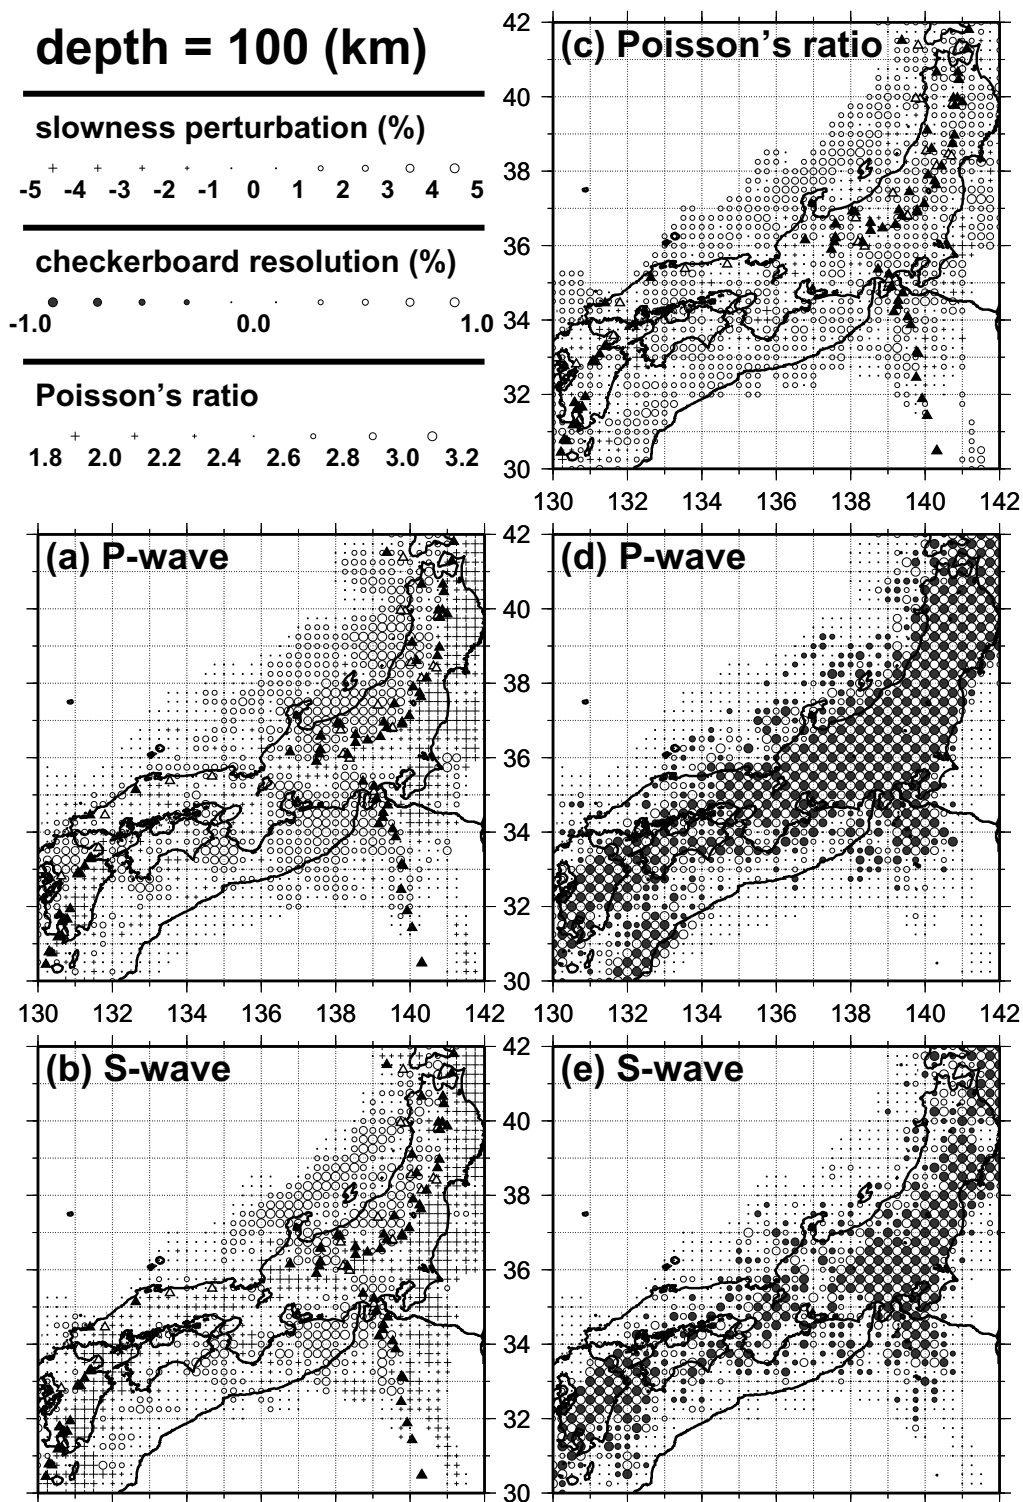 depth = 100 (km)
slowness perturbation (%)
-5 -4 -3 -2 -1 0 1 2 3 4 5
checkerboard resolution (%)
-1.0 0.0 1.0
Poisson's ratio
1.8 2.0 2.2 2.4 2.6 2.8 3.0 3.2
(c) Poisson's ratio
42
40
38
36
34
32
30
130 132 134 136 138 140 142
(a) P-wave
42
40
38
36
34
32
30
130 132 134 136 138 140 142
(d) P-wave
130 132 134 136 138 140 142
(b) S-wave
42
40
38
36
34
32
30
(e) S-wave